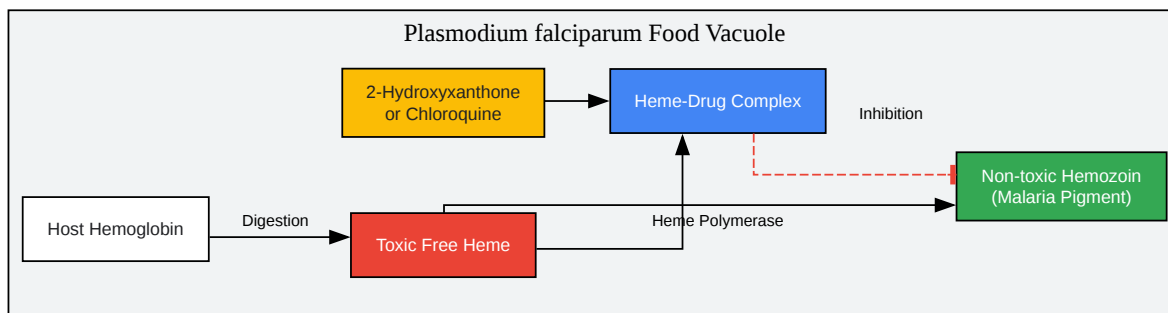 Plasmodium falciparum Food Vacuole
2-Hydroxyxanthone
or Chloroquine
Heme-Drug Complex
Inhibition
Non-toxic Hemozoin
(Malaria Pigment)
Host Hemoglobin
Digestion
Toxic Free Heme
Heme Polymerase